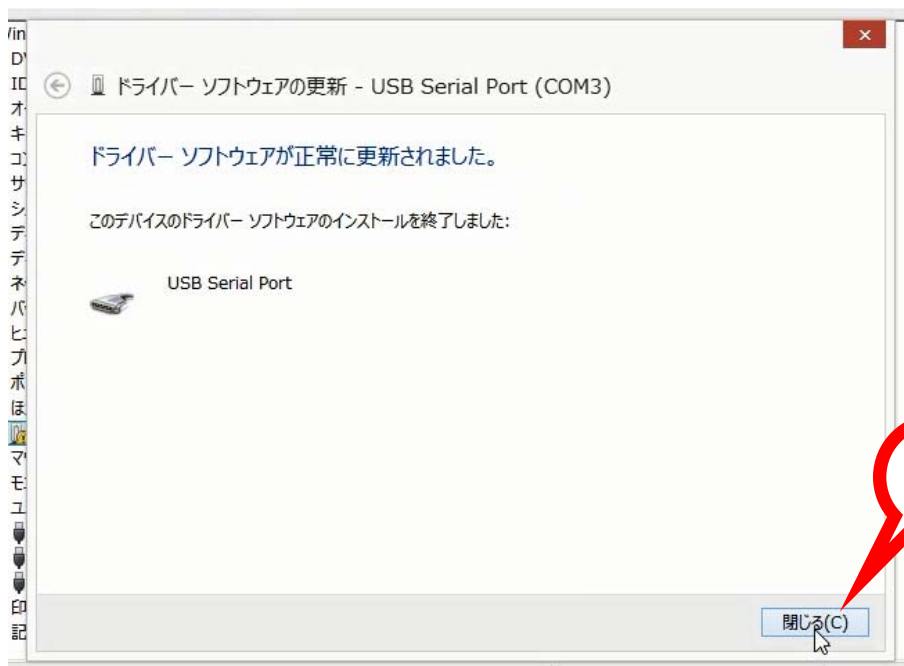 ドライバー ソフトウェアの更新 - USB Serial Port (COM3)
ドライバー ソフトウェアが正常に更新されました。
このデバイスのドライバー ソフトウェアのインストールを終了しました:
USB Serial Port
閉じる(C)